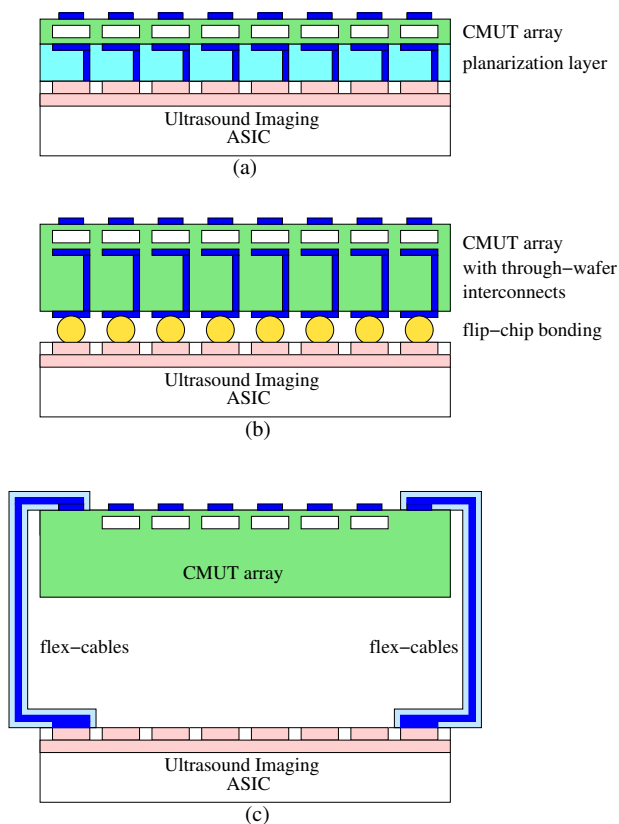 CMUT array
planarization layer
Ultrasound Imaging
ASIC
(a)
CMUT array
with through−wafer
interconnects
flip−chip bonding
Ultrasound Imaging
ASIC
(b)
CMUT array
flex−cables
flex−cables
Ultrasound Imaging
ASIC
(c)